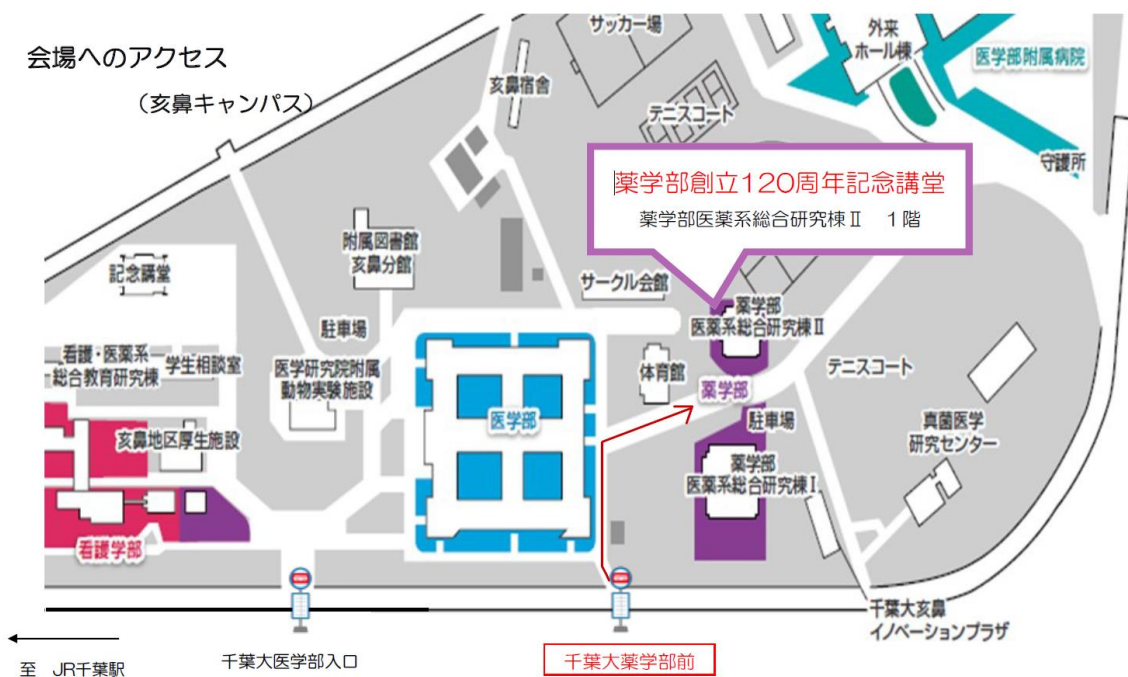 会場へのアクセス
（亥鼻キャンパス）
サッカー場
外来
ホール棟
医学部附属病院
亥鼻宿舎
テニスコート
守護所
薬学部創立120周年記念講堂
薬学部医薬系総合研究棟Ⅱ　１階
附属図書館
亥鼻分館
記念講堂
サークル会館
薬学部
医薬系総合研究棟Ⅱ
駐車場
看護・医薬系
総合教育研究棟
学生相談室
医学研究院附属
動物実験施設
体育館
テニスコート
薬学部
医学部
駐車場
真菌医学
研究センター
亥鼻地区厚生施設
薬学部
医薬系総合研究棟Ⅰ
看護学部
千葉大亥鼻
イノベーションプラザ
至　JR千葉駅
千葉大医学部入口
千葉大薬学部前